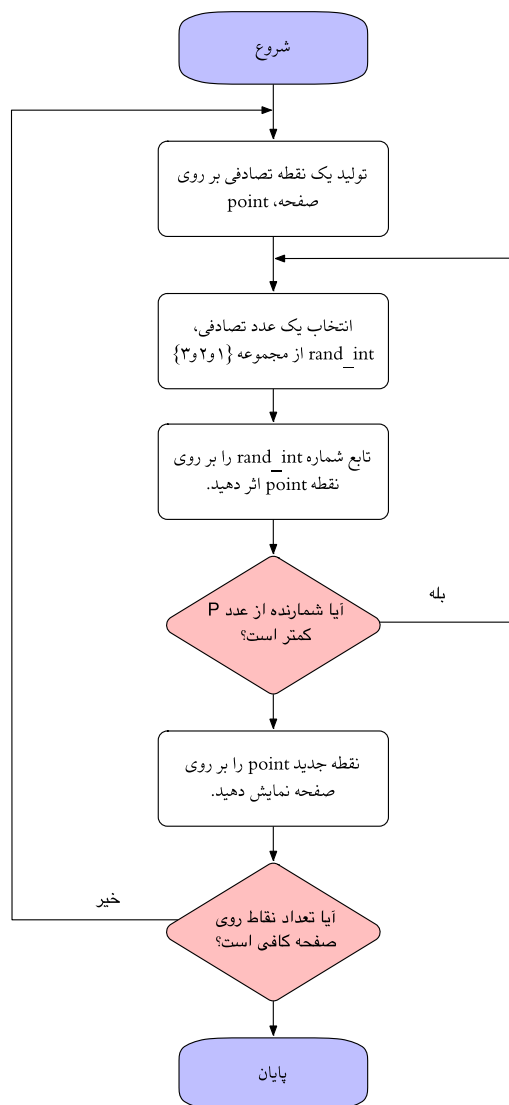 شروع
تولید یک نقطه تصادفی بر روی
صفحه، point
انتخاب یک عدد تصادفی،
rand_int از مجموعه {۱و۲و۳}
تابع شماره rand_int را بر روی
نقطه point اثر دهید.
آیا شمارنده از عدد P
کمتر است؟
بله
نقطه جدید point را بر روی
صفحه نمایش دهید.
آیا تعداد نقاط روی
صفحه کافی است؟
خیر
پایان